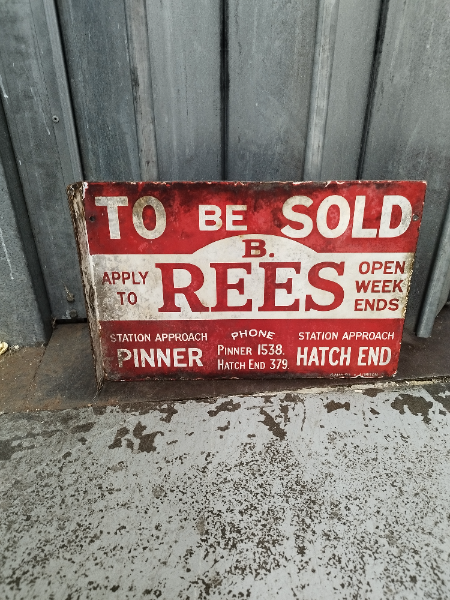 TO BE SOLD
B.
APPLY TO
REES
OPEN WEEK ENDS
STATION APPROACH
PINNER
PHONE
PINNER 1538.
HATCH END 379.
STATION APPROACH
HATCH END